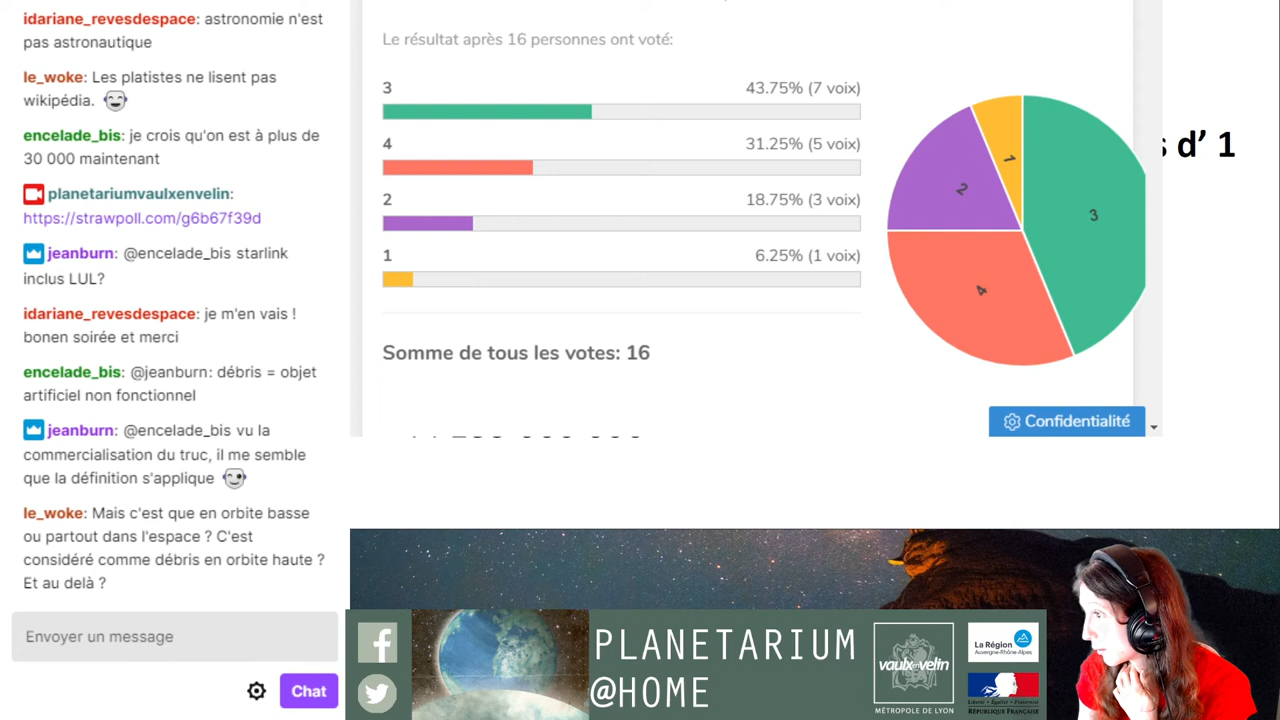 idariane_revesdespace: astronomie n'est
pas astronautique
le_woke: Les platistes ne lisent pas
wikipédia.
encelade_bis: je crois qu'on est à plus de
30 000 maintenant
planetariumvaulxenvelin:
https://strawpoll.com/g6b67f39d
jeanburn: @encelade_bis starlink
inclus LUL?
idariane_revesdespace: je m'en vais !
bonen soirée et merci
encelade_bis: @jeanburn: débris = objet
artificiel non fonctionnel
jeanburn: @encelade_bis vu la
commercialisation du truc, il me semble
que la définition s'applique
le_woke: Mais c'est que en orbite basse
ou partout dans l'espace ? C'est
considéré comme débris en orbite haute ?
Et au delà ?
Envoyer un message
Chat
Le résultat après 16 personnes ont voté:
3 43.75% (7 voix)
4 31.25% (5 voix)
2 18.75% (3 voix)
1 6.25% (1 voix)
Somme de tous les votes: 16
1
2
3
4
s d' 1
Confidentialité
PLANETARIUM
@HOME
vaulx en velin
MÉTROPOLE DE LYON
La Région
Auvergne-Rhône-Alpes
Liberté • Égalité • Fraternité
RÉPUBLIQUE FRANÇAISE